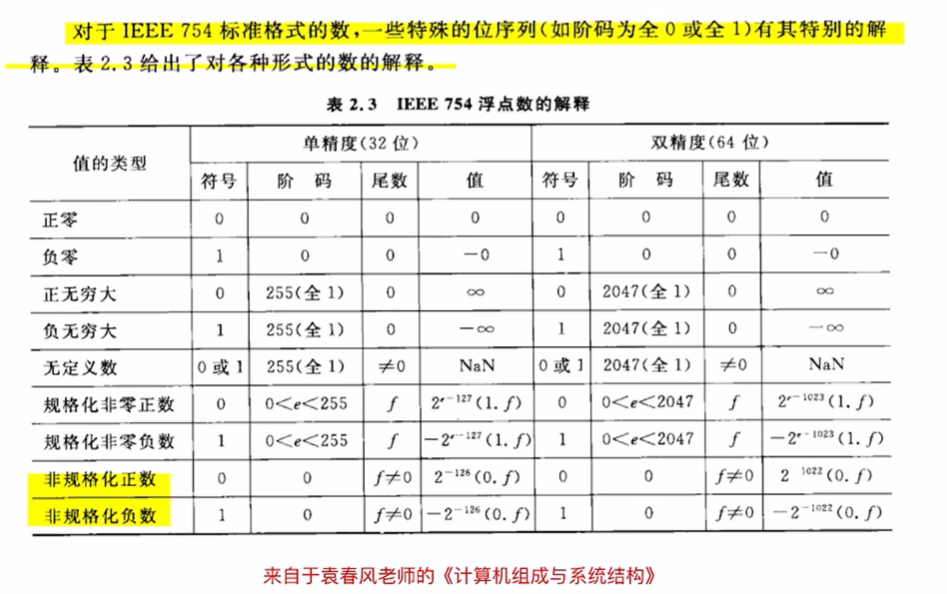 对于 IEEE 754 标准格式的数，一些特殊的位序列(如阶码为全 0 或全 1)有其特别的解
释。表 2.3 给出了对各种形式的数的解释。
表 2.3 IEEE 754 浮点数的解释
值的类型 单精度(32 位) 双精度(64 位)
符号 阶 码 尾数 值 符号 阶 码 尾数 值
正零 0 0 0 0 0 0 0 0
负零 1 0 0 −0 1 0 0 −0
正无穷大 0 255(全 1) 0 ∞ 0 2047(全 1) 0 ∞
负无穷大 1 255(全 1) 0 −∞ 1 2047(全 1) 0 −∞
无定义数 0 或 1 255(全 1) ≠0 NaN 0 或 1 2047(全 1) ≠0 NaN
规格化非零正数 0 0<e<255 f 2^{e−127}(1.f) 0 0<e<2047 f 2^{e−1023}(1.f)
规格化非零负数 1 0<e<255 f −2^{e−127}(1.f) 1 0<e<2047 f −2^{e−1023}(1.f)
非规格化正数 0 0 f≠0 2^{−126}(0.f) 0 0 f≠0 2^{1022}(0.f)
非规格化负数 1 0 f≠0 −2^{−126}(0.f) 1 0 f≠0 −2^{−1022}(0.f)
来自于袁春风老师的《计算机组成与系统结构》